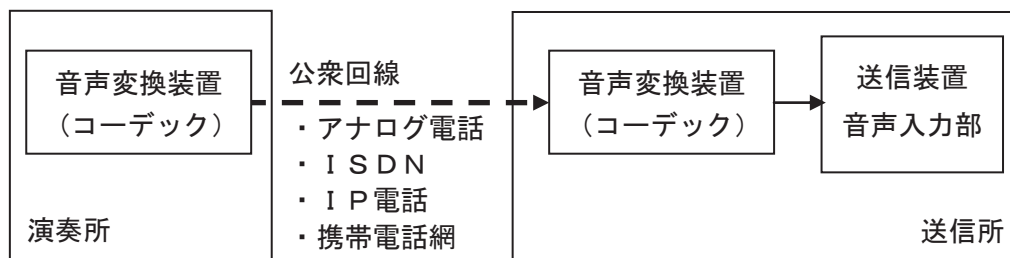 音声変換装置
（コーデック）
演奏所
公衆回線
・アナログ電話
・ＩＳＤＮ
・ＩＰ電話
・携帯電話網
音声変換装置
（コーデック）
送信装置
音声入力部
送信所